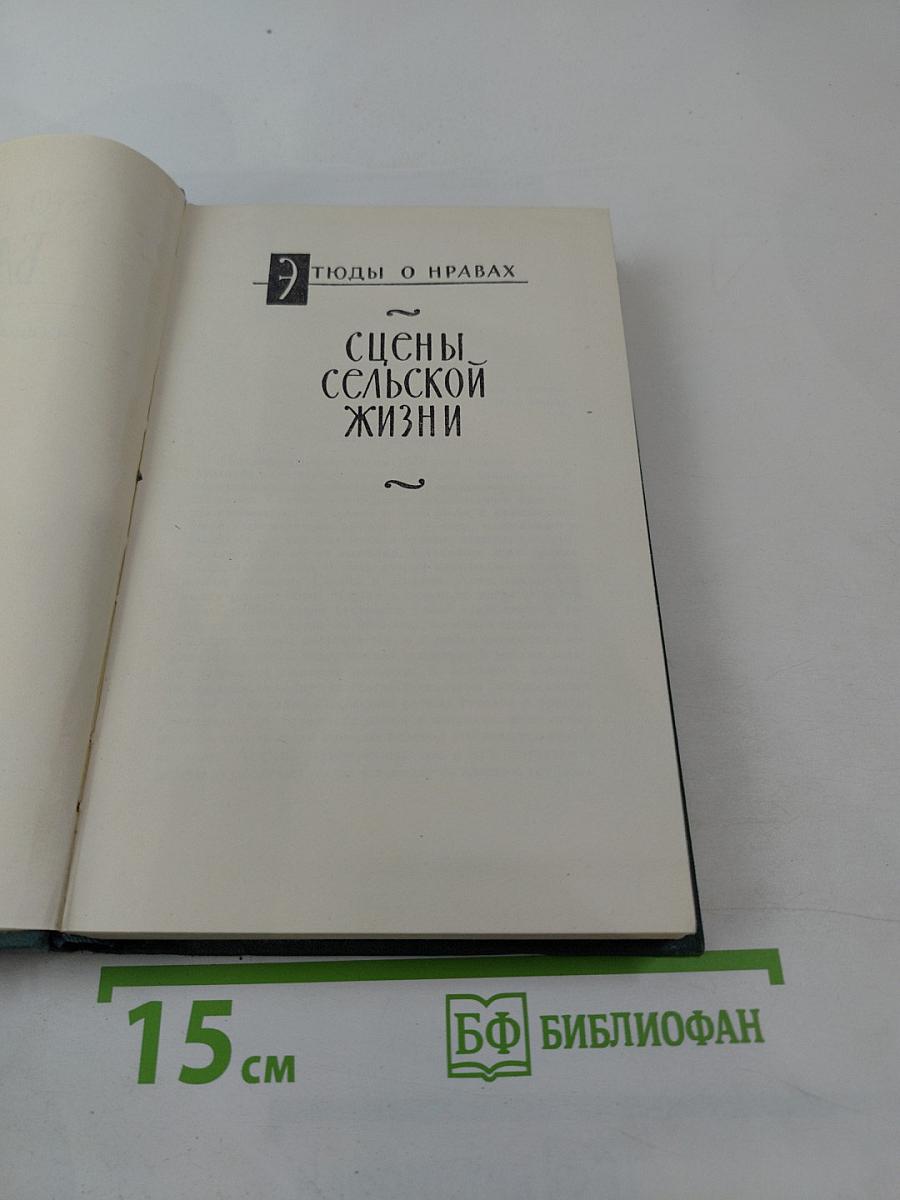 ЭТЮДЫ О НРАВАХ
СЦЕНЫ
СЕЛЬСКОЙ
ЖИЗНИ
15 см
БФ БИБЛИОФАН